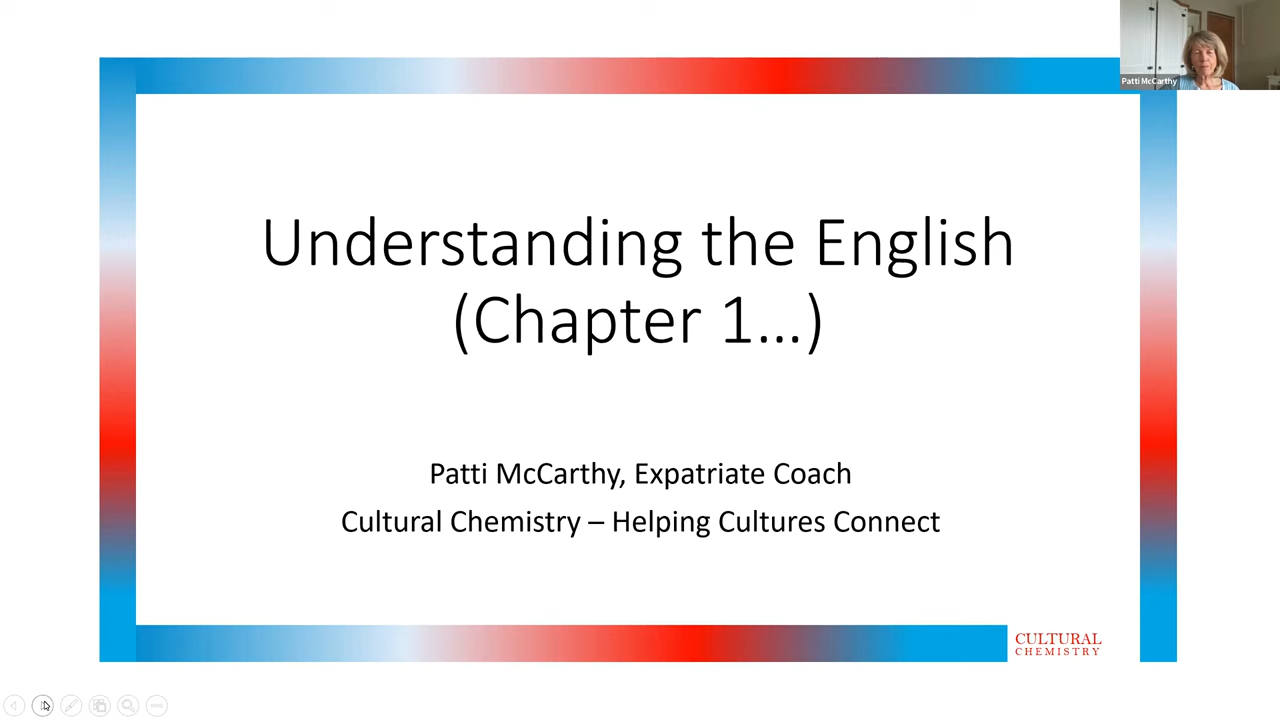 Patti McCarthy
Understanding the English
(Chapter 1...)
Patti McCarthy, Expatriate Coach
Cultural Chemistry – Helping Cultures Connect
CULTURAL
CHEMISTRY